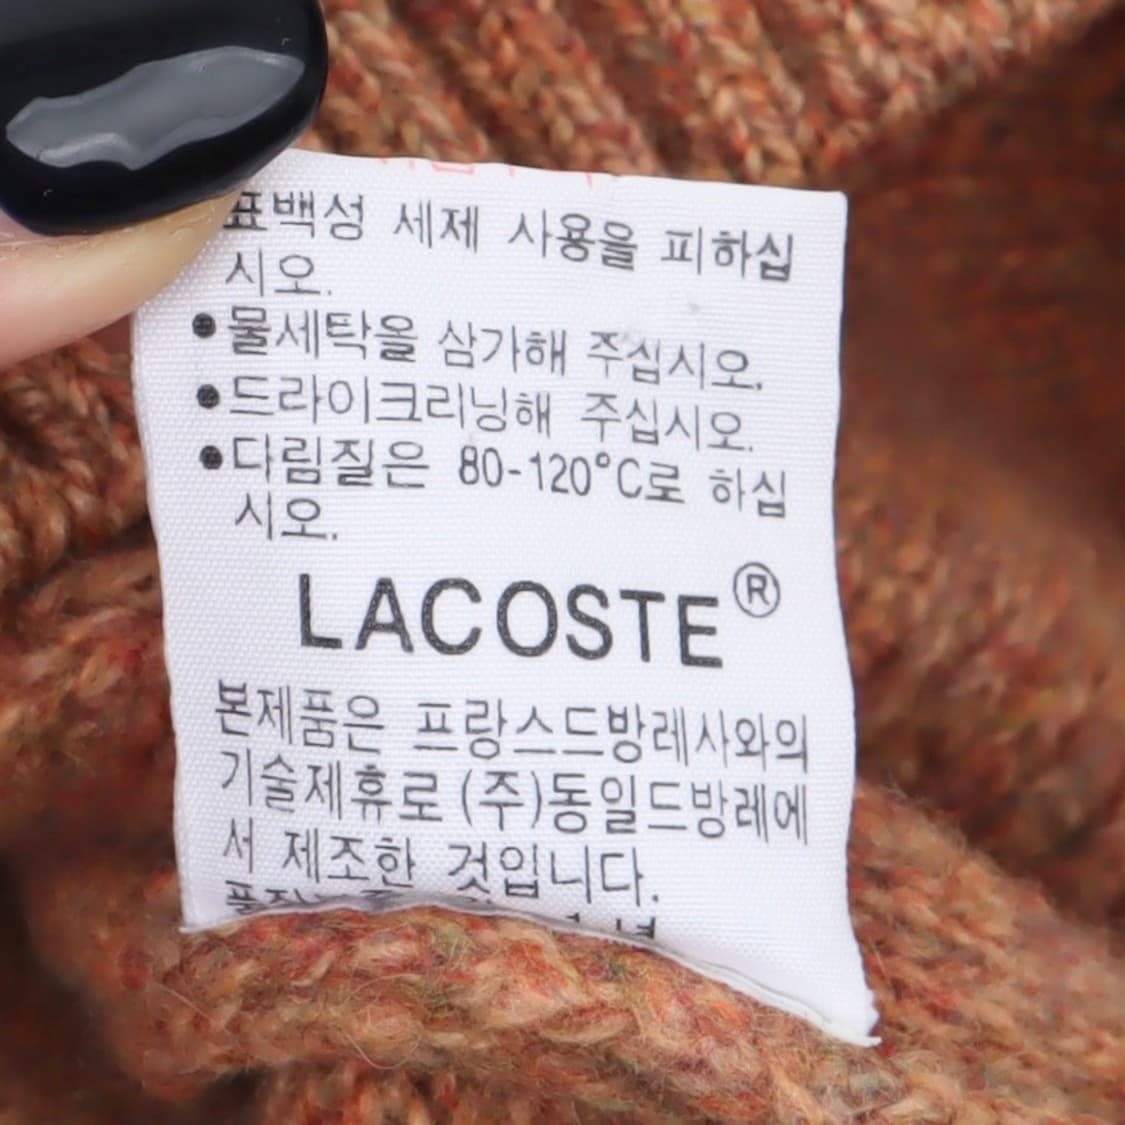 표백성 세제 사용을 피하십
시오.
●물세탁을 삼가해 주십시오.
●드라이크리닝해 주십시오.
●다림질은 80-120°C로 하십
시오.
LACOSTE®
본제품은 프랑스드방레사와의
기술제휴로 (주)동일드방레에
서 제조한 것입니다.